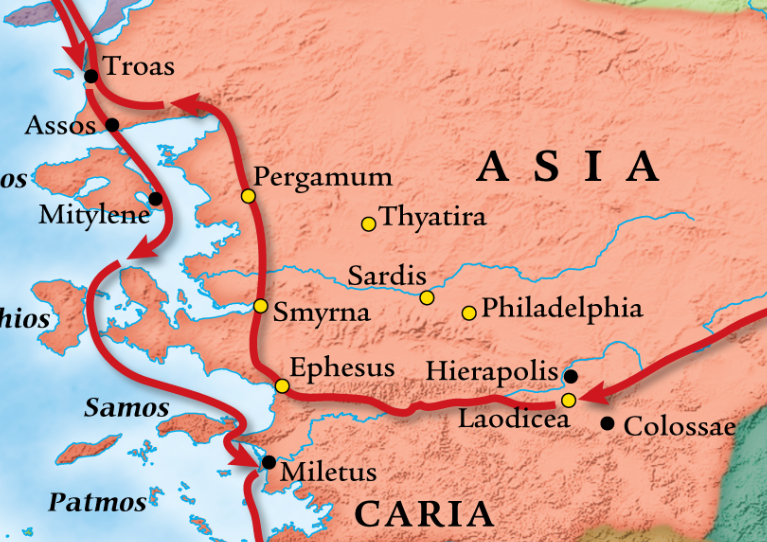 Troas
Assos
ASIA
os
Pergamum
Mitylene
Thyatira
Sardis
hios
Smyrna
Philadelphia
Ephesus
Hierapolis
Samos
Laodicea
Colossae
Miletus
Patmos
CARIA